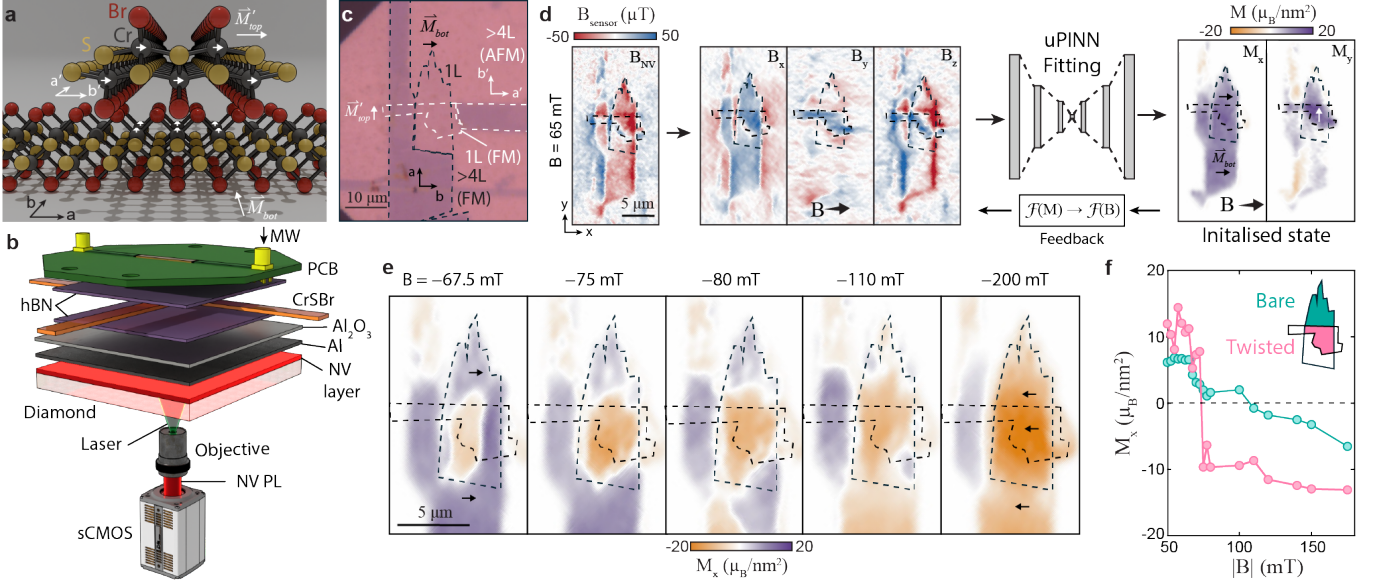 a
Br
Cr
S
M⃗'top
a'
b'
b
a
M⃗bot
b
MW
PCB
hBN
CrSBr
Al2O3
Al
NV
layer
Diamond
Laser
Objective
NV PL
sCMOS
c
M⃗bot
>4L
(AFM)
1L
b'
a'
M⃗'top
1L (FM)
a
b
>4L
(FM)
10 μm
d
Bsensor (μT)
-50
50
B = 65 mT
BNV
5 μm
y
x
Bx
By
Bz
B
uPINN
Fitting
ℱ(M) → ℱ(B)
Feedback
M (μB/nm²)
-20
20
Mx
My
M⃗bot
B
Initalised state
e
B = −67.5 mT
−75 mT
−80 mT
−110 mT
−200 mT
5 μm
−20
20
Mx (μB/nm²)
f
Bare
Twisted
Mx (μB/nm²)
20
10
0
-10
-20
50
100
150
|B| (mT)